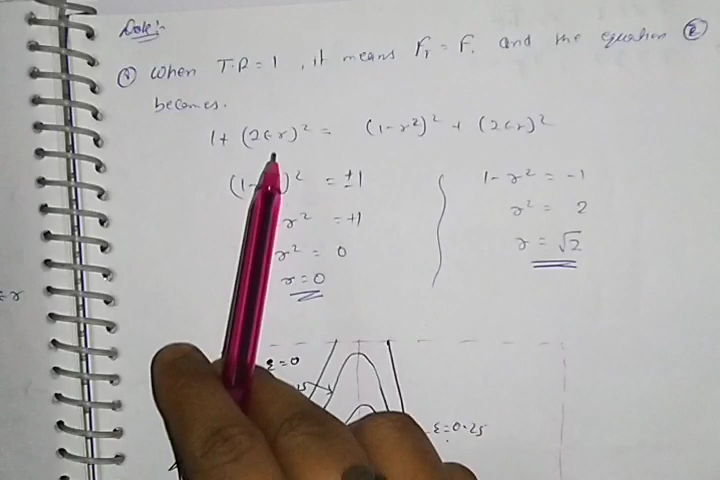 Note:-
① When T.R = 1, it means F_T = F. and the equation ②
becomes.
1 + (2εr)² = (1-r²)² + (2εr)²
(1- )² = ±1
r² = +1
r² = 0
r = 0
1-r² = -1
r² = 2
r = √2
ε=0
ε=0.25